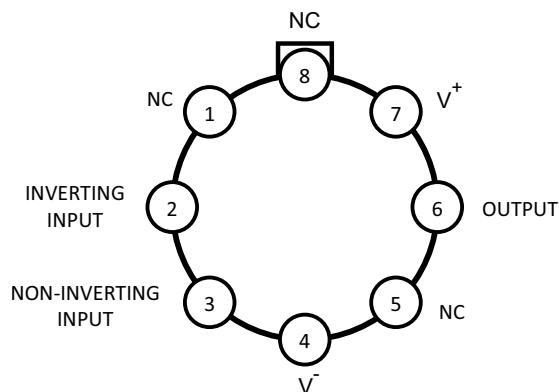 NC
8
NC
1
7
V+
INVERTING
INPUT
2
6
OUTPUT
NON-INVERTING
INPUT
3
5
NC
4
V-